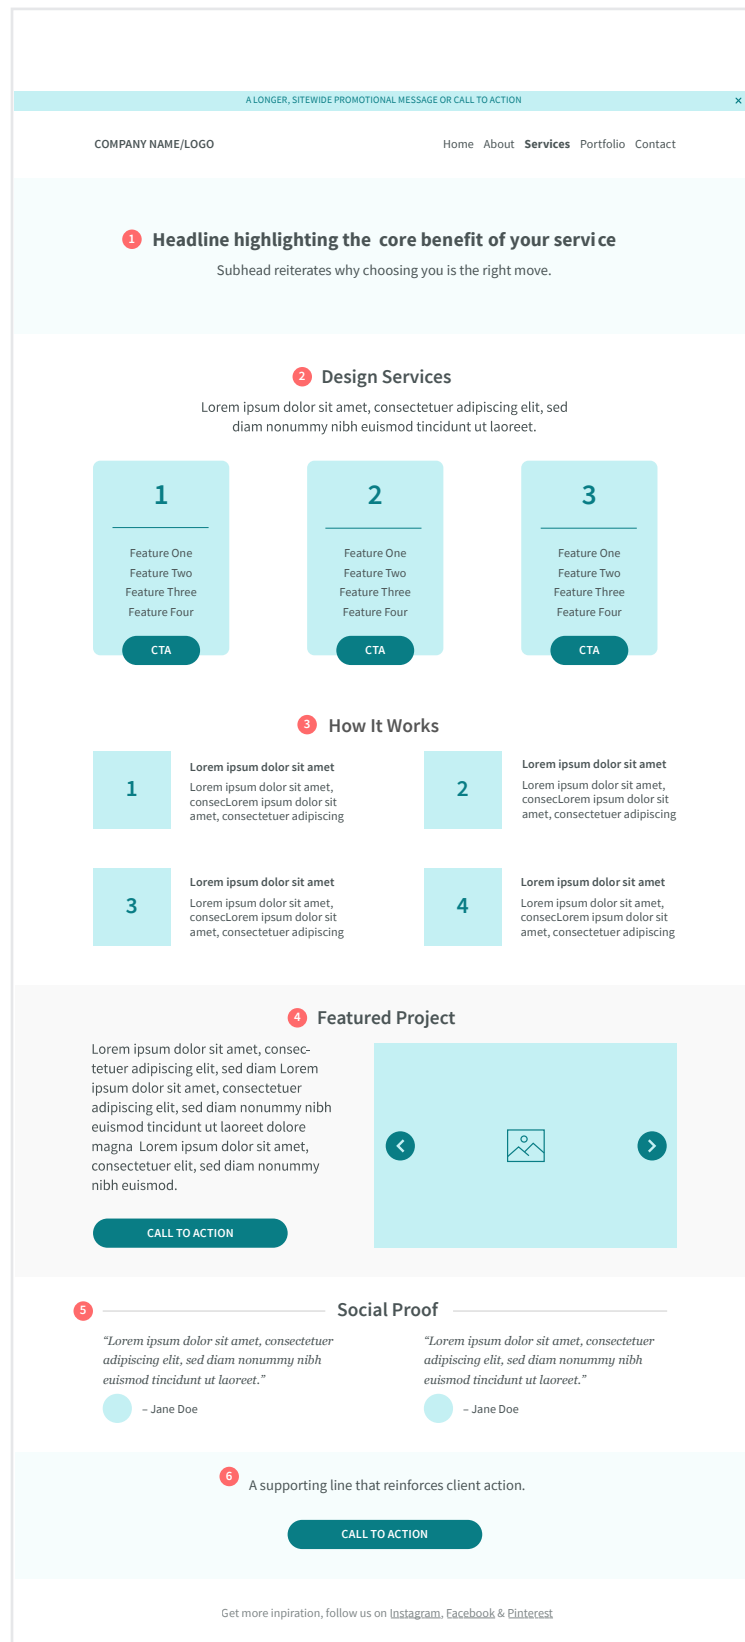 A LONGER, SITEWIDE PROMOTIONAL MESSAGE OR CALL TO ACTION ×
COMPANY NAME/LOGO Home About Services Portfolio Contact
1 Headline highlighting the core benefit of your service
Subhead reiterates why choosing you is the right move.
2 Design Services
Lorem ipsum dolor sit amet, consectetuer adipiscing elit, sed
diam nonummy nibh euismod tincidunt ut laoreet.
1
Feature One
Feature Two
Feature Three
Feature Four
CTA
2
Feature One
Feature Two
Feature Three
Feature Four
CTA
3
Feature One
Feature Two
Feature Three
Feature Four
CTA
3 How It Works
1
Lorem ipsum dolor sit amet
Lorem ipsum dolor sit amet,
consecLorem ipsum dolor sit
amet, consectetuer adipiscing
2
Lorem ipsum dolor sit amet
Lorem ipsum dolor sit amet,
consecLorem ipsum dolor sit
amet, consectetuer adipiscing
3
Lorem ipsum dolor sit amet
Lorem ipsum dolor sit amet,
consecLorem ipsum dolor sit
amet, consectetuer adipiscing
4
Lorem ipsum dolor sit amet
Lorem ipsum dolor sit amet,
consecLorem ipsum dolor sit
amet, consectetuer adipiscing
4 Featured Project
Lorem ipsum dolor sit amet, consec-
tetuer adipiscing elit, sed diam Lorem
ipsum dolor sit amet, consectetuer
adipiscing elit, sed diam nonummy nibh
euismod tincidunt ut laoreet dolore
magna Lorem ipsum dolor sit amet,
consectetuer elit, sed diam nonummy
nibh euismod.
CALL TO ACTION
5 Social Proof
“Lorem ipsum dolor sit amet, consectetuer
adipiscing elit, sed diam nonummy nibh
euismod tincidunt ut laoreet.”
– Jane Doe
“Lorem ipsum dolor sit amet, consectetuer
adipiscing elit, sed diam nonummy nibh
euismod tincidunt ut laoreet.”
– Jane Doe
6 A supporting line that reinforces client action.
CALL TO ACTION
Get more inpiration, follow us on Instagram, Facebook & Pinterest